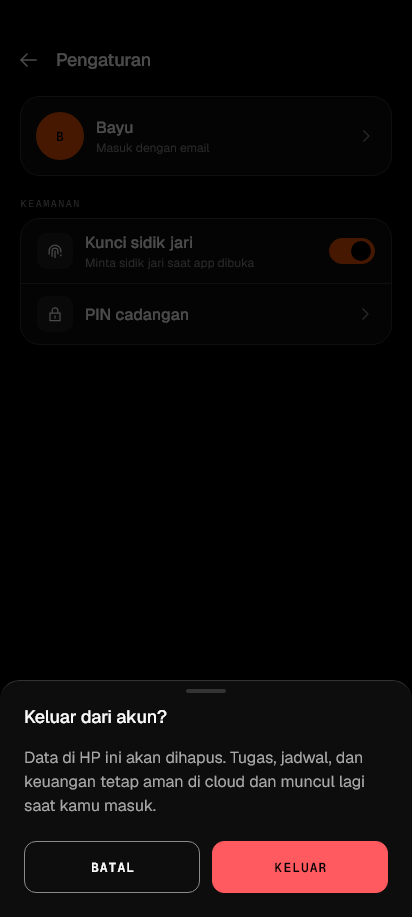 Pengaturan
B
Bayu
Masuk dengan email
KEAMANAN
Kunci sidik jari
Minta sidik jari saat app dibuka
PIN cadangan
Keluar dari akun?
Data di HP ini akan dihapus. Tugas, jadwal, dan
keuangan tetap aman di cloud dan muncul lagi
saat kamu masuk.
BATAL
KELUAR